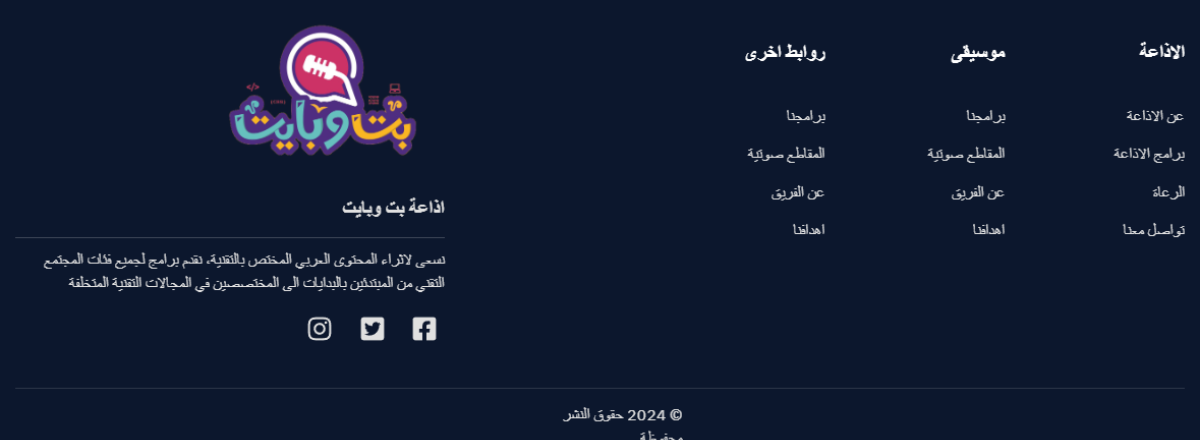 الاذاعة
عن الاذاعة
برامج الاذاعة
الرعاة
تواصل معنا
موسيقى
برامجنا
المقاطع صوتية
عن الفريق
اهدافنا
روابط اخرى
برامجنا
المقاطع صوتية
عن الفريق
اهدافنا
بت وبايت
اذاعة بت وبايت
نسعى لاثراء المحتوى العربي المختص بالتقنية، نقدم برامج لجميع فئات المجتمع
التقني من المبتدئين بالبدايات الى المختصصين في المجالات التقنية المتخلفة
© 2024 حقوق النشر
محفوظة